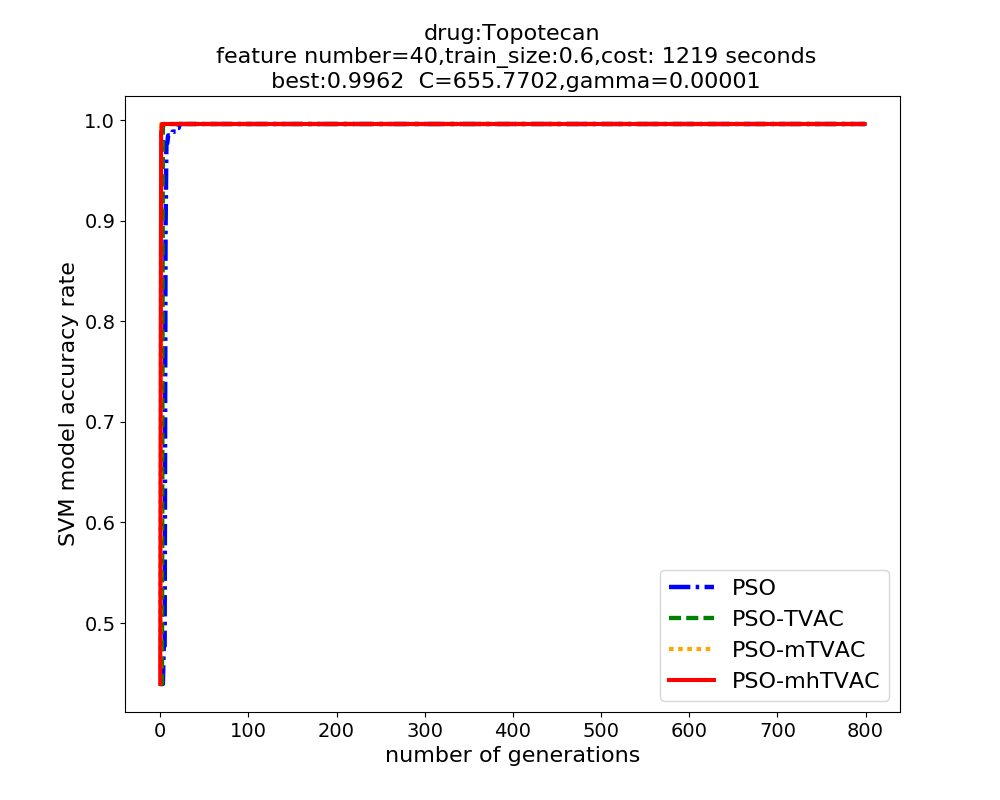 drug:Topotecan
feature number=40,train_size:0.6,cost: 1219 seconds
best:0.9962  C=655.7702,gamma=0.00001
1.0
0.9
0.8
0.7
0.6
0.5
SVM model accuracy rate
PSO
PSO-TVAC
PSO-mTVAC
PSO-mhTVAC
0 100 200 300 400 500 600 700 800
number of generations